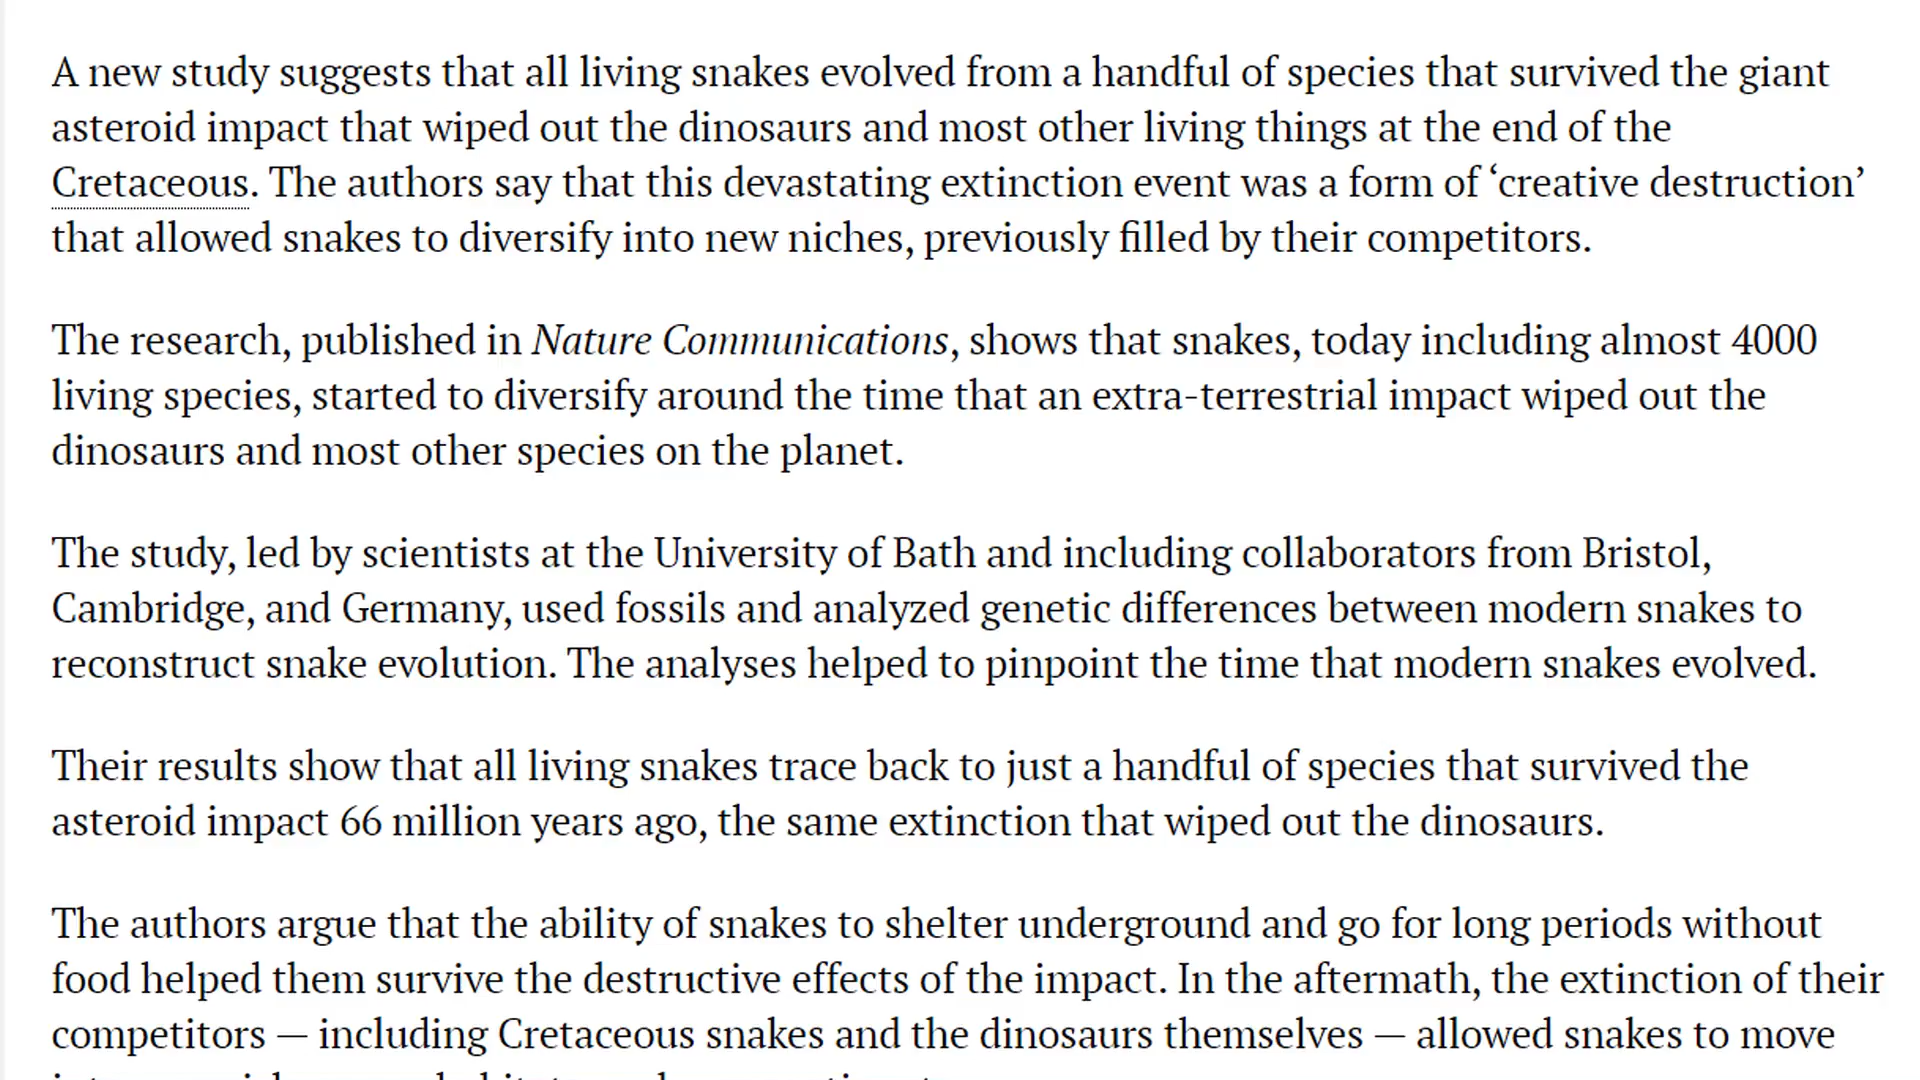 A new study suggests that all living snakes evolved from a handful of species that survived the giant
asteroid impact that wiped out the dinosaurs and most other living things at the end of the
Cretaceous. The authors say that this devastating extinction event was a form of ‘creative destruction’
that allowed snakes to diversify into new niches, previously filled by their competitors.
The research, published in Nature Communications, shows that snakes, today including almost 4000
living species, started to diversify around the time that an extra-terrestrial impact wiped out the
dinosaurs and most other species on the planet.
The study, led by scientists at the University of Bath and including collaborators from Bristol,
Cambridge, and Germany, used fossils and analyzed genetic differences between modern snakes to
reconstruct snake evolution. The analyses helped to pinpoint the time that modern snakes evolved.
Their results show that all living snakes trace back to just a handful of species that survived the
asteroid impact 66 million years ago, the same extinction that wiped out the dinosaurs.
The authors argue that the ability of snakes to shelter underground and go for long periods without
food helped them survive the destructive effects of the impact. In the aftermath, the extinction of their
competitors — including Cretaceous snakes and the dinosaurs themselves — allowed snakes to move